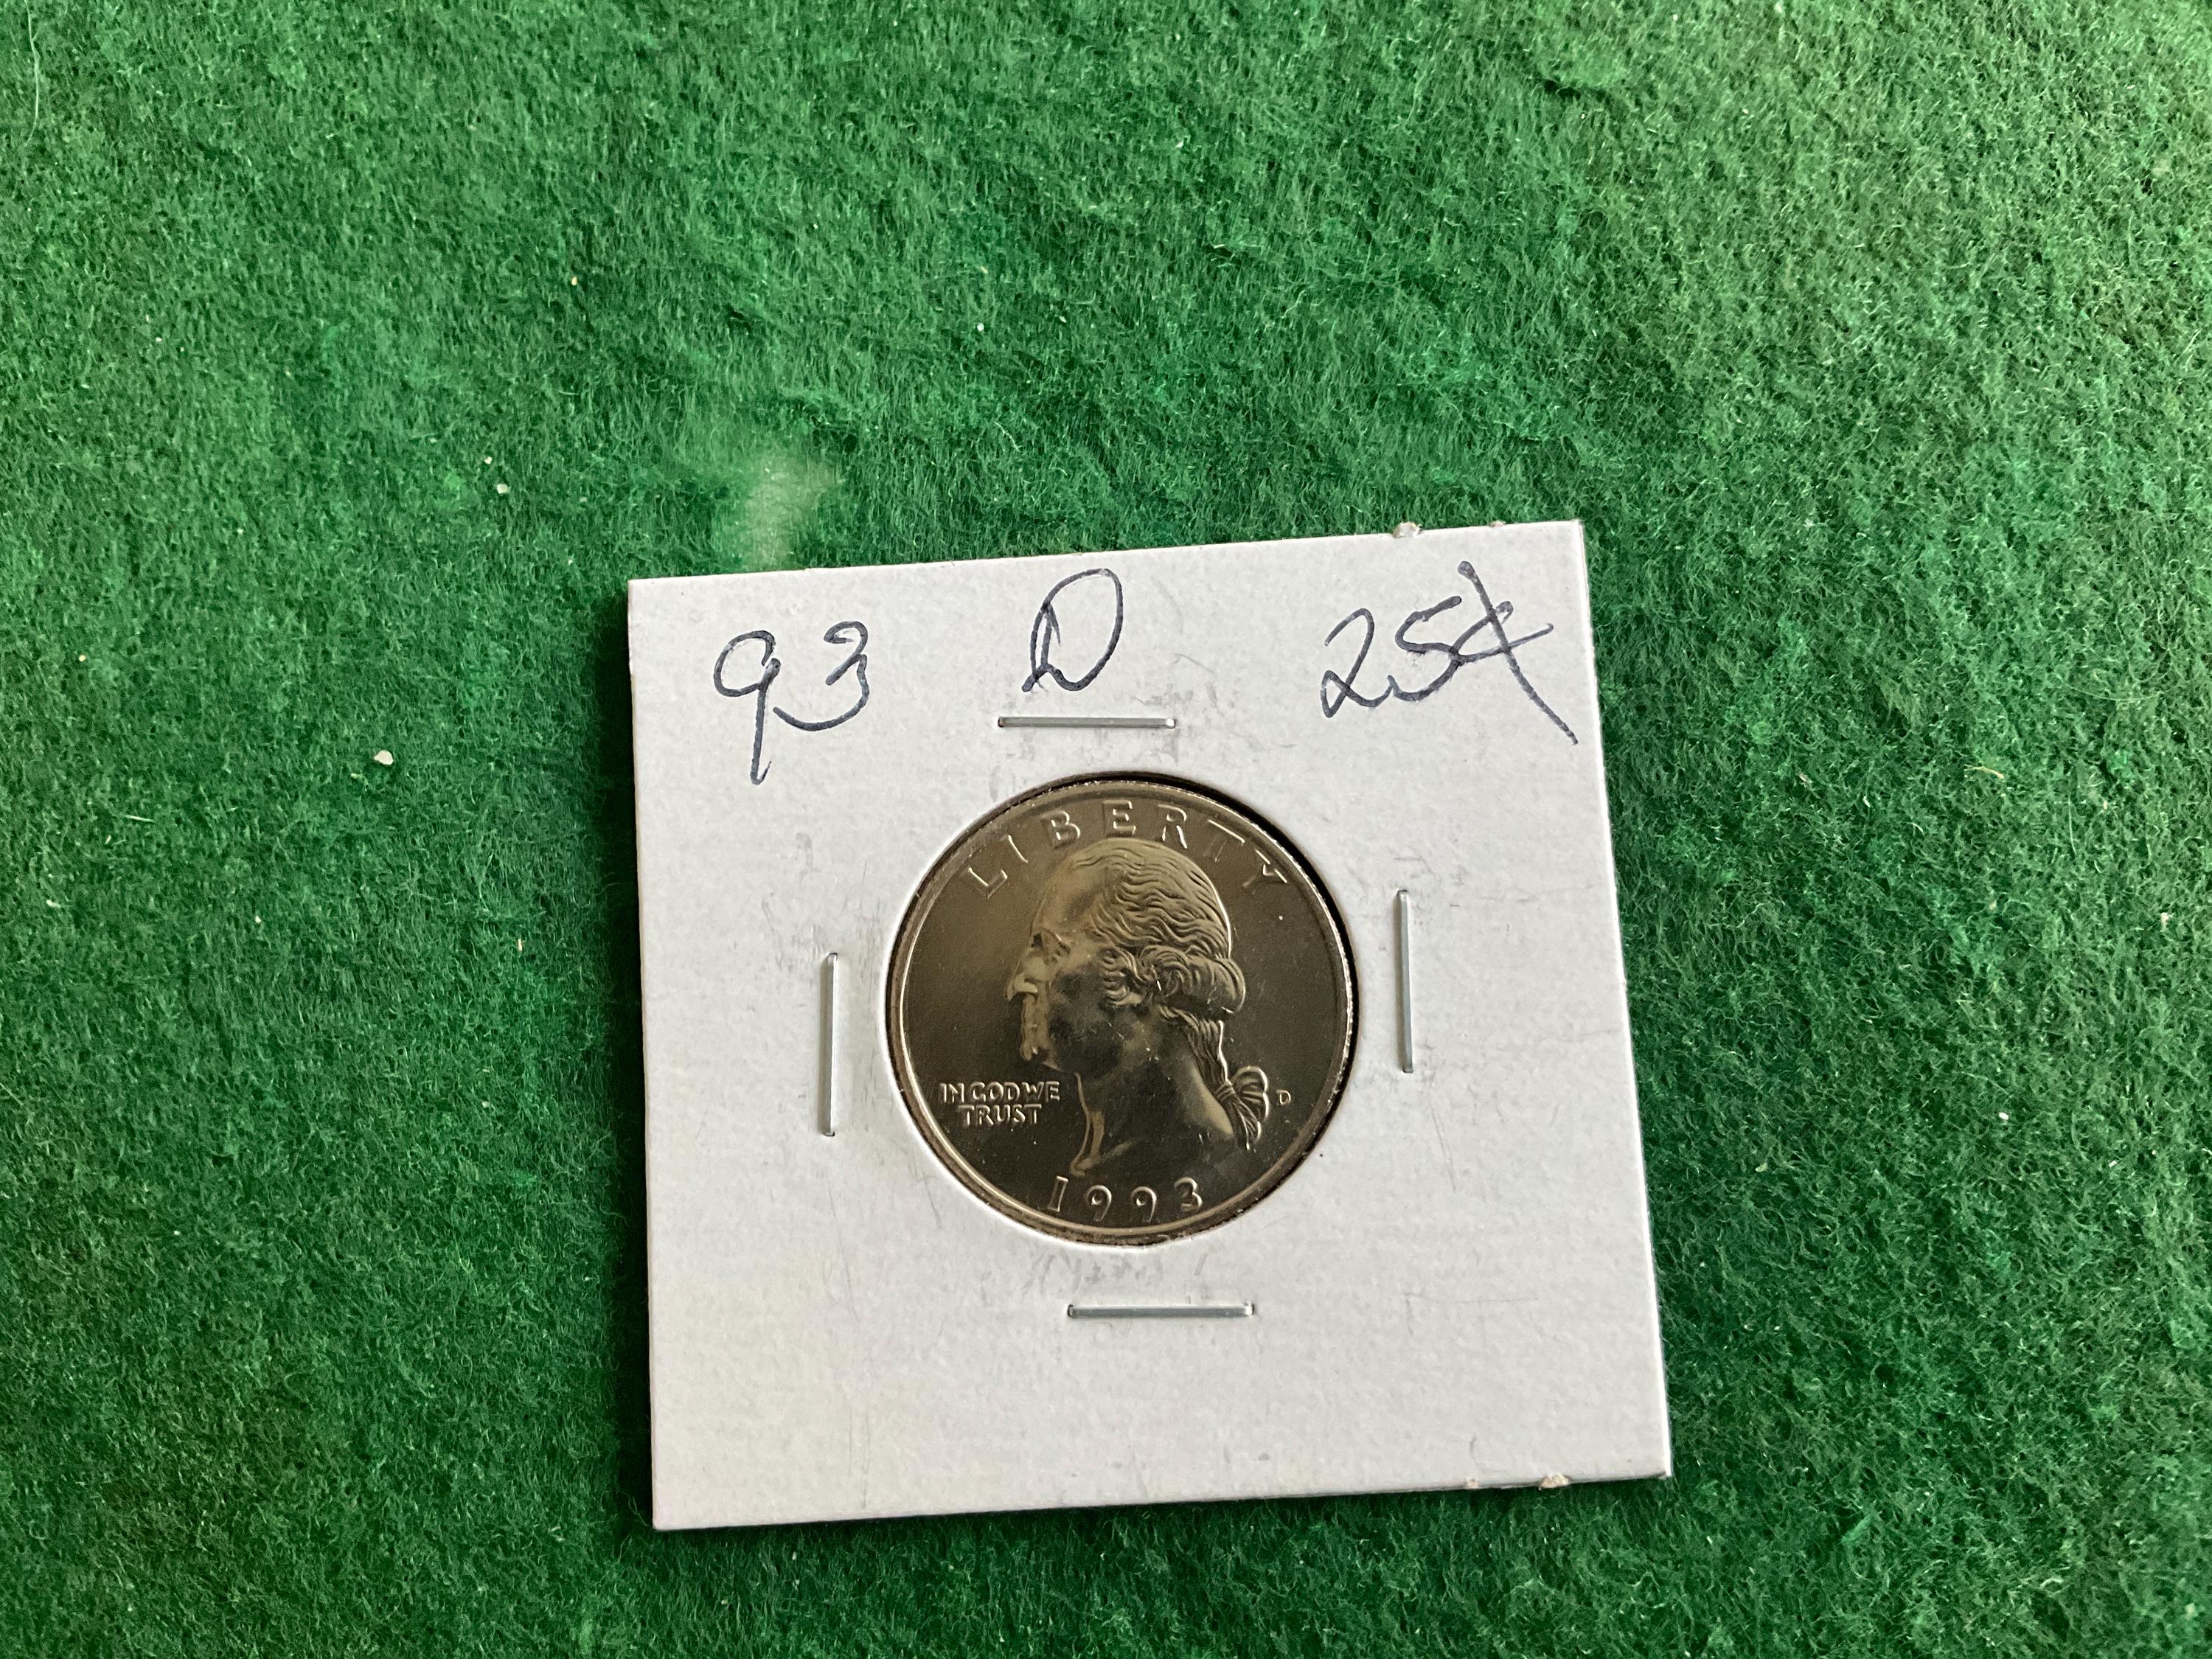 93 D 25¢
LIBERTY
IN GOD WE
TRUST
D
1993